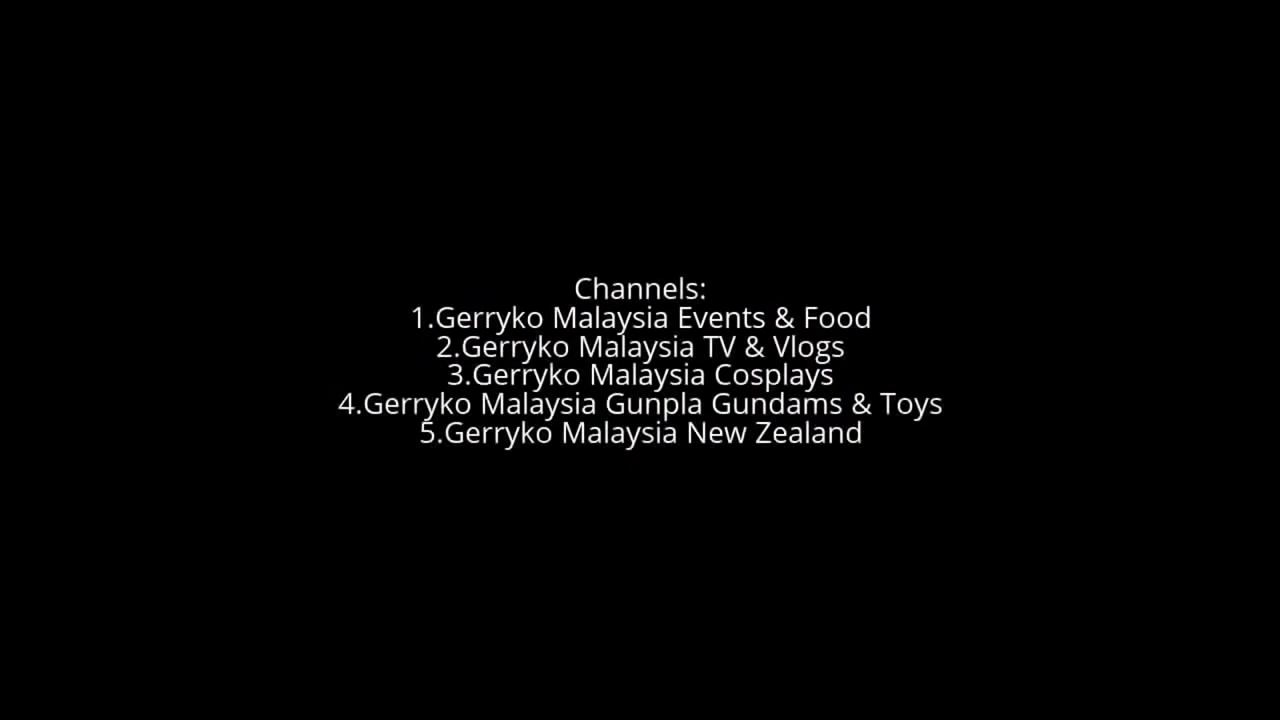 Channels:
1.Gerryko Malaysia Events & Food
2.Gerryko Malaysia TV & Vlogs
3.Gerryko Malaysia Cosplays
4.Gerryko Malaysia Gunpla Gundams & Toys
5.Gerryko Malaysia New Zealand